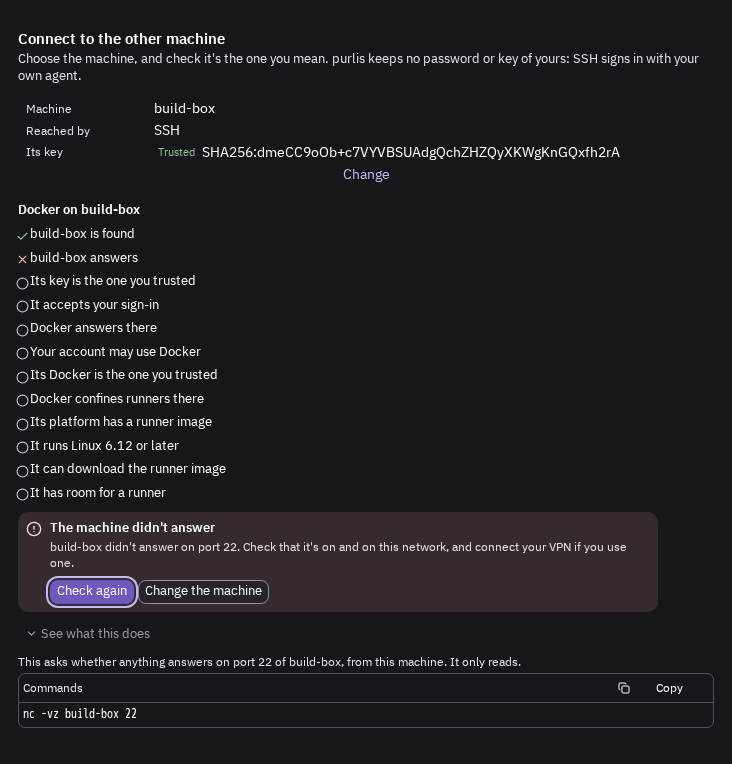 Connect to the other machine
Choose the machine, and check it's the one you mean. purlis keeps no password or key of yours: SSH signs in with your
own agent.
Machine build-box
Reached by SSH
Its key Trusted SHA256:dmeCC9oOb+c7VYVBSUAdgQchZHZQyXKWgKnGQxfh2rA
Change
Docker on build-box
build-box is found
build-box answers
Its key is the one you trusted
It accepts your sign-in
Docker answers there
Your account may use Docker
Its Docker is the one you trusted
Docker confines runners there
Its platform has a runner image
It runs Linux 6.12 or later
It can download the runner image
It has room for a runner
The machine didn't answer
build-box didn't answer on port 22. Check that it's on and on this network, and connect your VPN if you use
one.
Check again Change the machine
See what this does
This asks whether anything answers on port 22 of build-box, from this machine. It only reads.
Commands Copy
nc -vz build-box 22